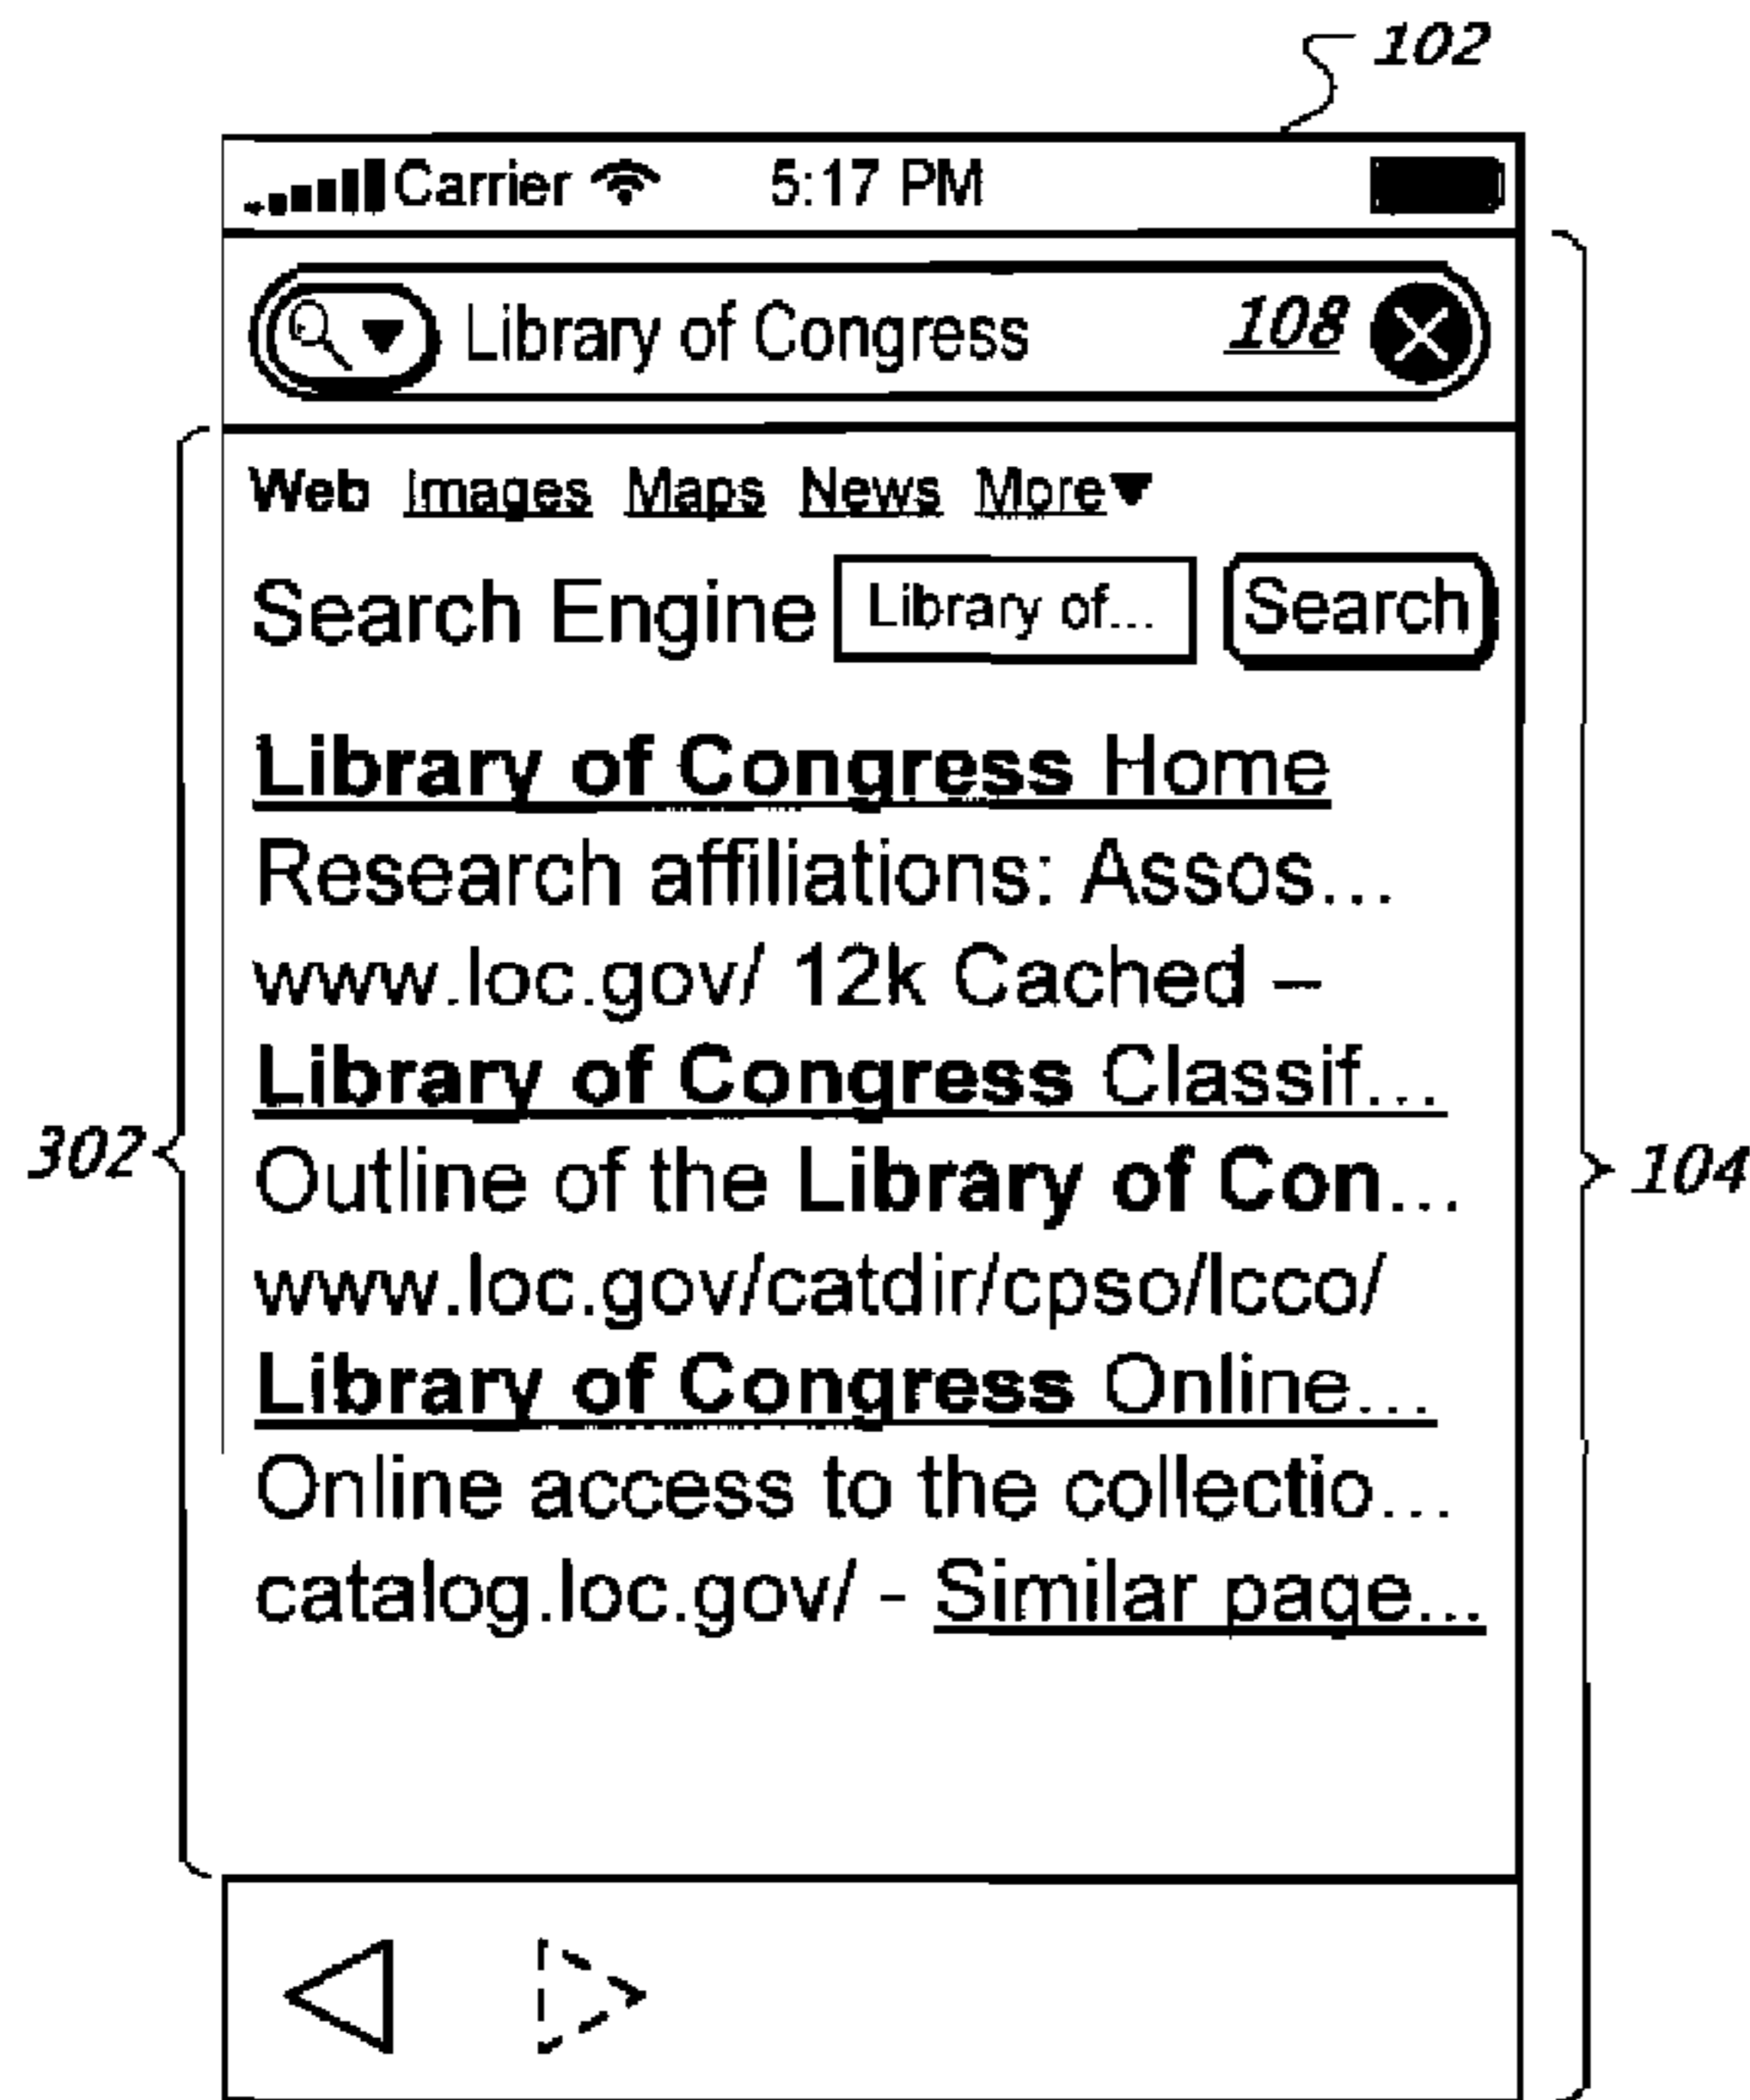 102
Carrier 5:17 PM
Library of Congress 108
Web Images Maps News More
Search Engine Library of... Search
Library of Congress Home
Research affiliations: Assos...
www.loc.gov/ 12k Cached –
Library of Congress Classif...
302
104
Outline of the Library of Con...
www.loc.gov/catdir/cpso/lcco/
Library of Congress Online...
Online access to the collectio...
catalog.loc.gov/ - Similar page...